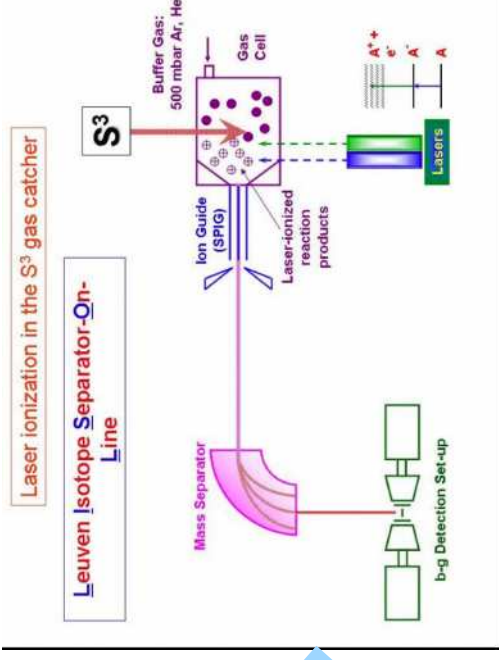 Laser ionization in the S³ gas catcher
Leuven Isotope Separator-On-
Line
S³
Buffer Gas:
500 mbar Ar, He
Gas
Cell
Ion Guide
(SPIG)
Laser-ionized
reaction
products
Mass Separator
b-g Detection Set-up
Lasers
A⁺ +
e⁻
A*
A